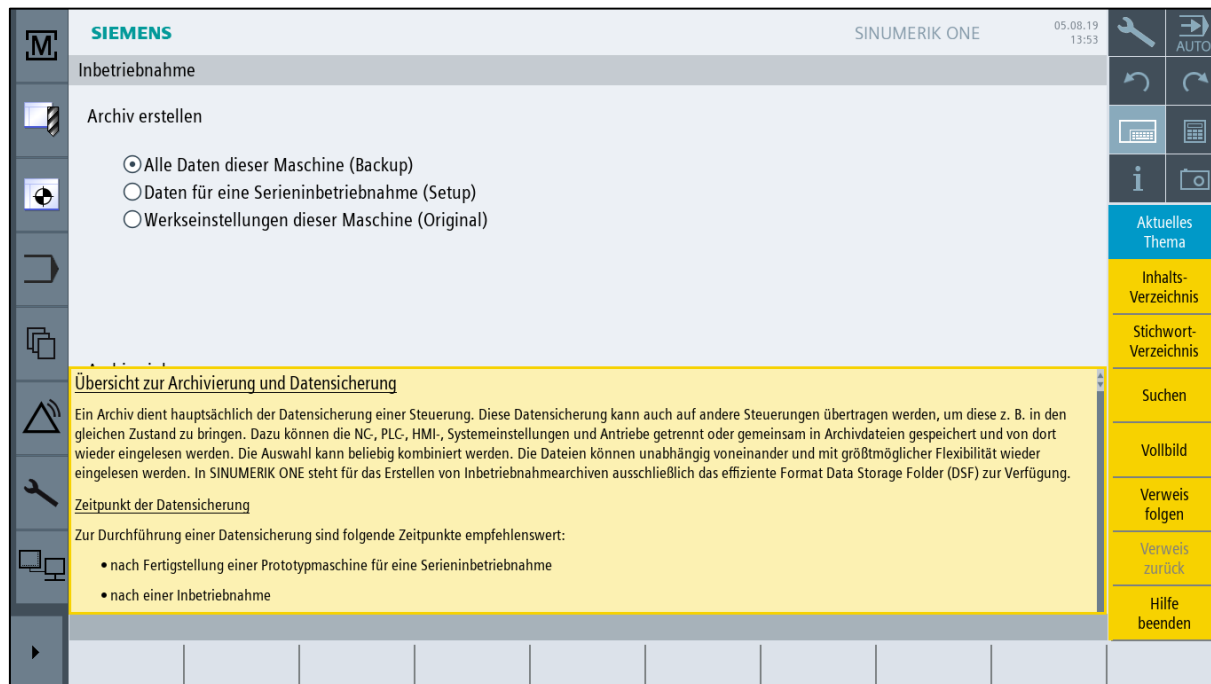 M
SIEMENS
SINUMERIK ONE
05.08.19
13:53
AUTO
Inbetriebnahme
Archiv erstellen
Alle Daten dieser Maschine (Backup)
Daten für eine Serieninbetriebnahme (Setup)
Werkseinstellungen dieser Maschine (Original)
i
Übersicht zur Archivierung und Datensicherung
Ein Archiv dient hauptsächlich der Datensicherung einer Steuerung. Diese Datensicherung kann auch auf andere Steuerungen übertragen werden, um diese z. B. in den
gleichen Zustand zu bringen. Dazu können die NC-, PLC-, HMI-, Systemeinstellungen und Antriebe getrennt oder gemeinsam in Archivdateien gespeichert und von dort
wieder eingelesen werden. Die Auswahl kann beliebig kombiniert werden. Die Dateien können unabhängig voneinander und mit größtmöglicher Flexibilität wieder
eingelesen werden. In SINUMERIK ONE steht für das Erstellen von Inbetriebnahmearchiven ausschließlich das effiziente Format Data Storage Folder (DSF) zur Verfügung.
Zeitpunkt der Datensicherung
Zur Durchführung einer Datensicherung sind folgende Zeitpunkte empfehlenswert:
• nach Fertigstellung einer Prototypmaschine für eine Serieninbetriebnahme
• nach einer Inbetriebnahme
Aktuelles
Thema
Inhalts-
Verzeichnis
Stichwort-
Verzeichnis
Suchen
Vollbild
Verweis
folgen
Verweis
zurück
Hilfe
beenden